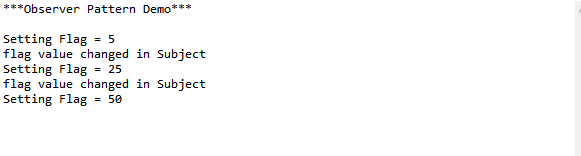 ***Observer Pattern Demo***
Setting Flag = 5
flag value changed in Subject
Setting Flag = 25
flag value changed in Subject
Setting Flag = 50